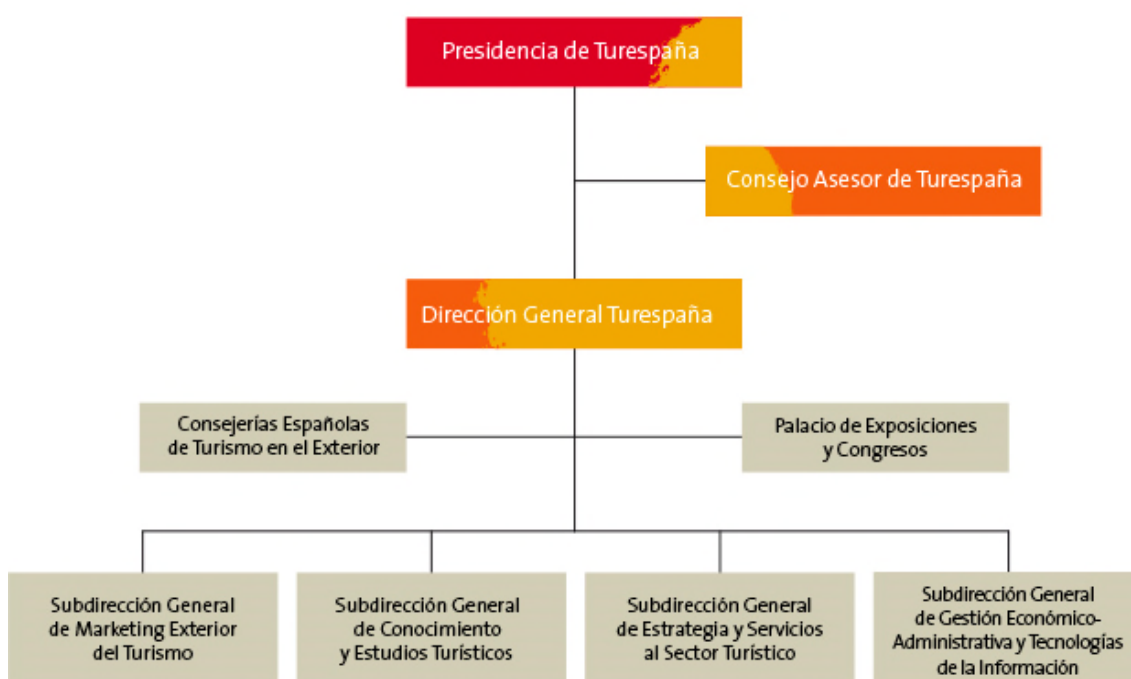 Presidencia de Turespaña
Consejo Asesor de Turespaña
Dirección General Turespaña
Consejerías Españolas
de Turismo en el Exterior
Palacio de Exposiciones
y Congresos
Subdirección General
de Marketing Exterior
del Turismo
Subdirección General
de Conocimiento
y Estudios Turísticos
Subdirección General
de Estrategia y Servicios
al Sector Turístico
Subdirección General
de Gestión Económico-
Administrativa y Tecnologías
de la Información